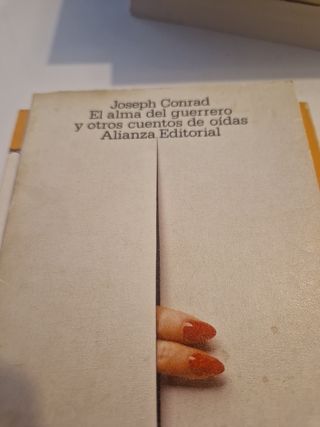 Joseph Conrad
El alma del guerrero
y otros cuentos de oídas
Alianza Editorial